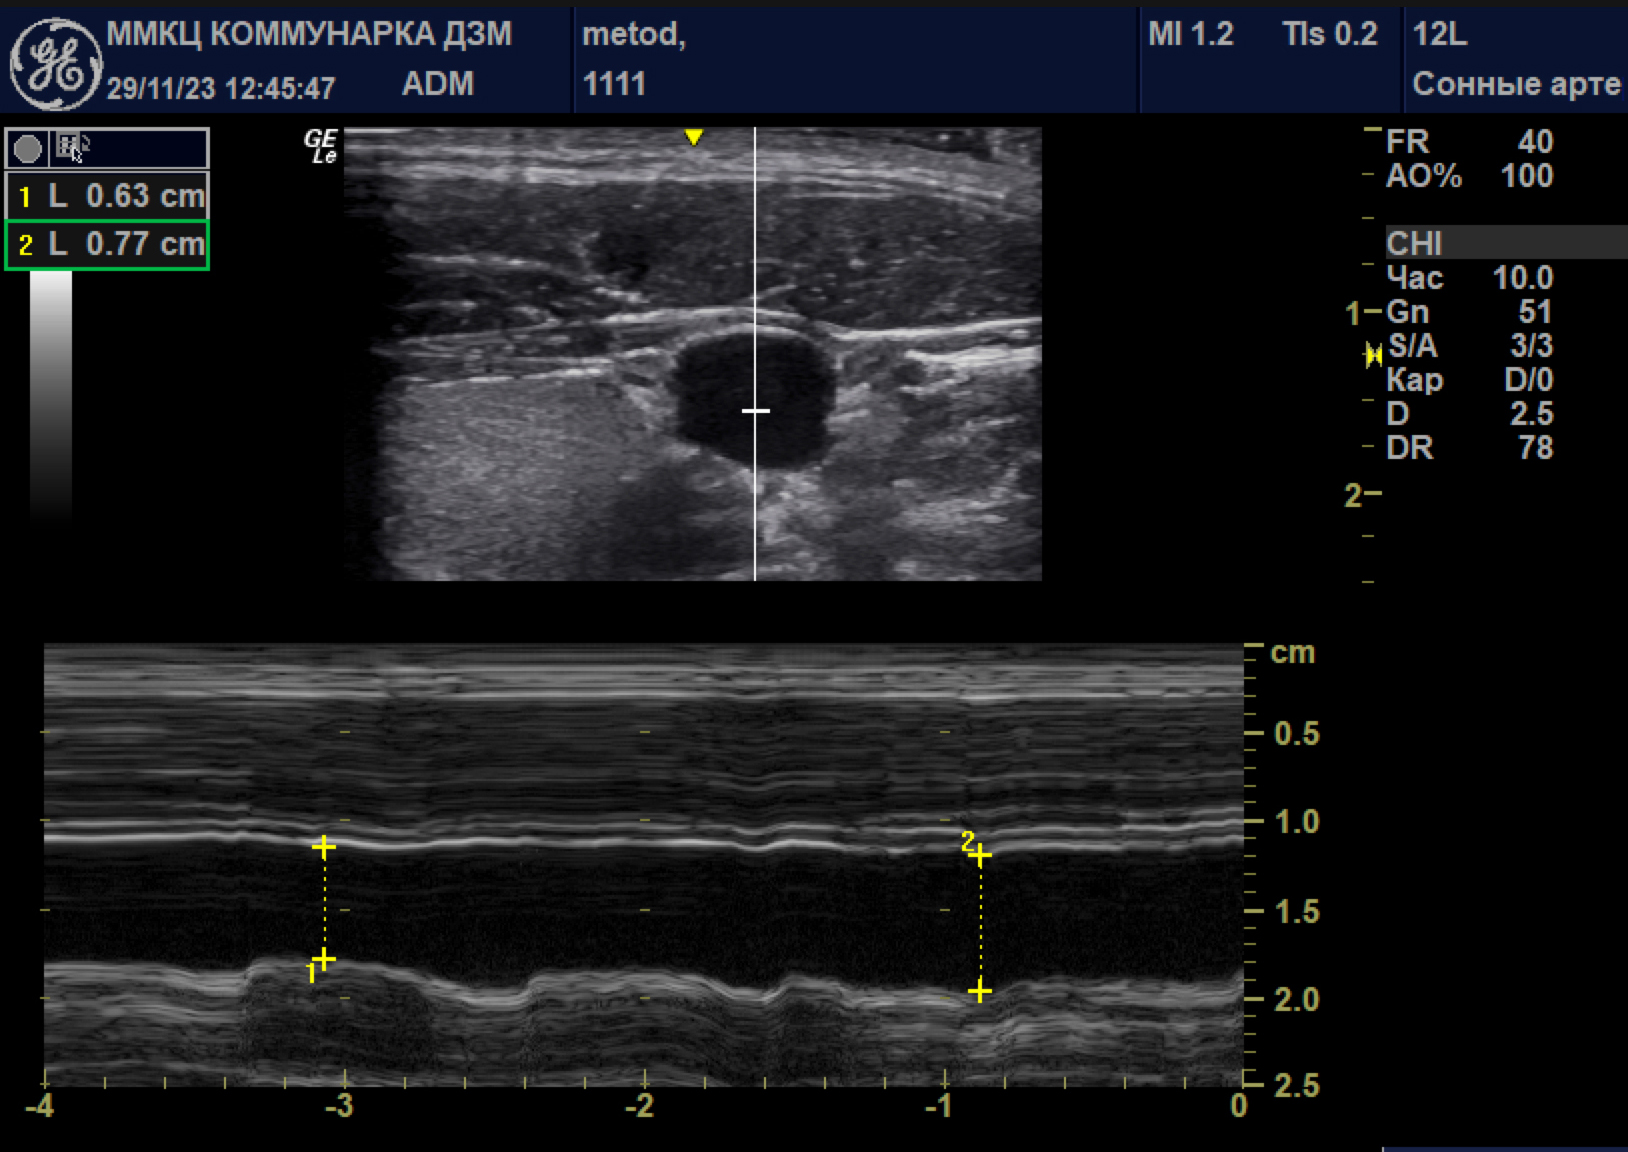 ММКЦ КОММУНАРКА ДЗМ
29/11/23 12:45:47 ADM
metod,
1111
MI 1.2 TIs 0.2
12L
Сонные арте
1 L 0.63 cm
2 L 0.77 cm
GE
Le
FR 40
AO% 100
CHI
Час 10.0
Gn 51
S/A 3/3
Кар D/0
D 2.5
DR 78
1
2
cm
0.5
1.0
1.5
2.0
2.5
2
1
-4 -3 -2 -1 0